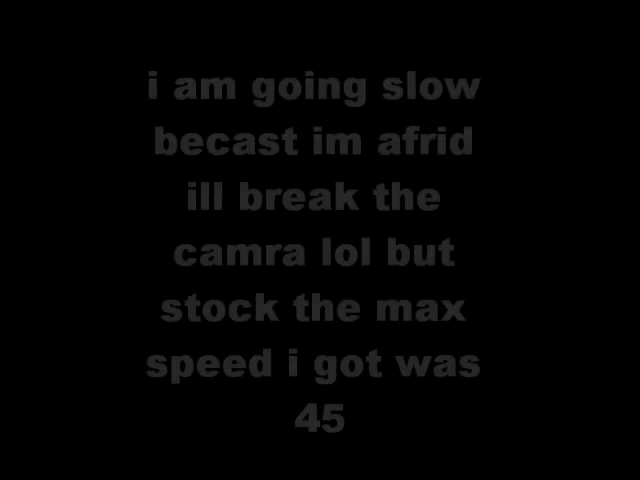 i am going slow
becast im afrid
ill break the
camra lol but
stock the max
speed i got was
45